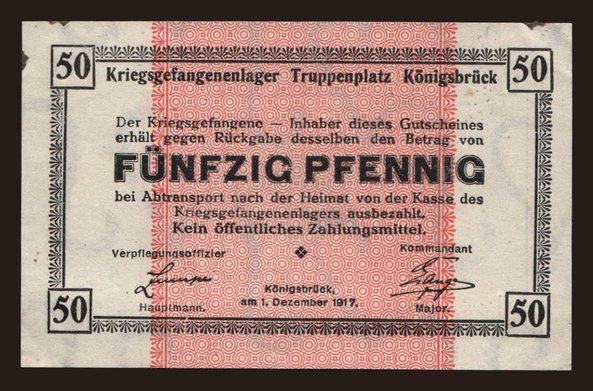 50 50
Kriegsgefangenenlager Truppenplatz Königsbrück
Der Kriegsgefangene — Inhaber dieses Gutscheines
erhält gegen Rückgabe desselben den Betrag von
FÜNFZIG PFENNIG
bei Abtransport nach der Heimat von der Kasse des
Kriegsgefangenenlagers ausbezahlt.
Kein öffentliches Zahlungsmittel.
Verpflegungsoffizier Kommandant
Königsbrück,
am 1. Dezember 1917.
Hauptmann. Major.
50 50